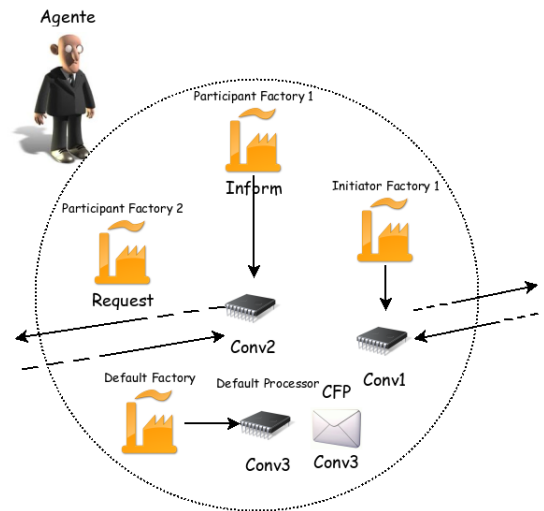 Agente
Participant Factory 1
Inform
Initiator Factory 1
Participant Factory 2
Request
Conv2
Conv1
Default Factory
Default Processor
CFP
Conv3
Conv3